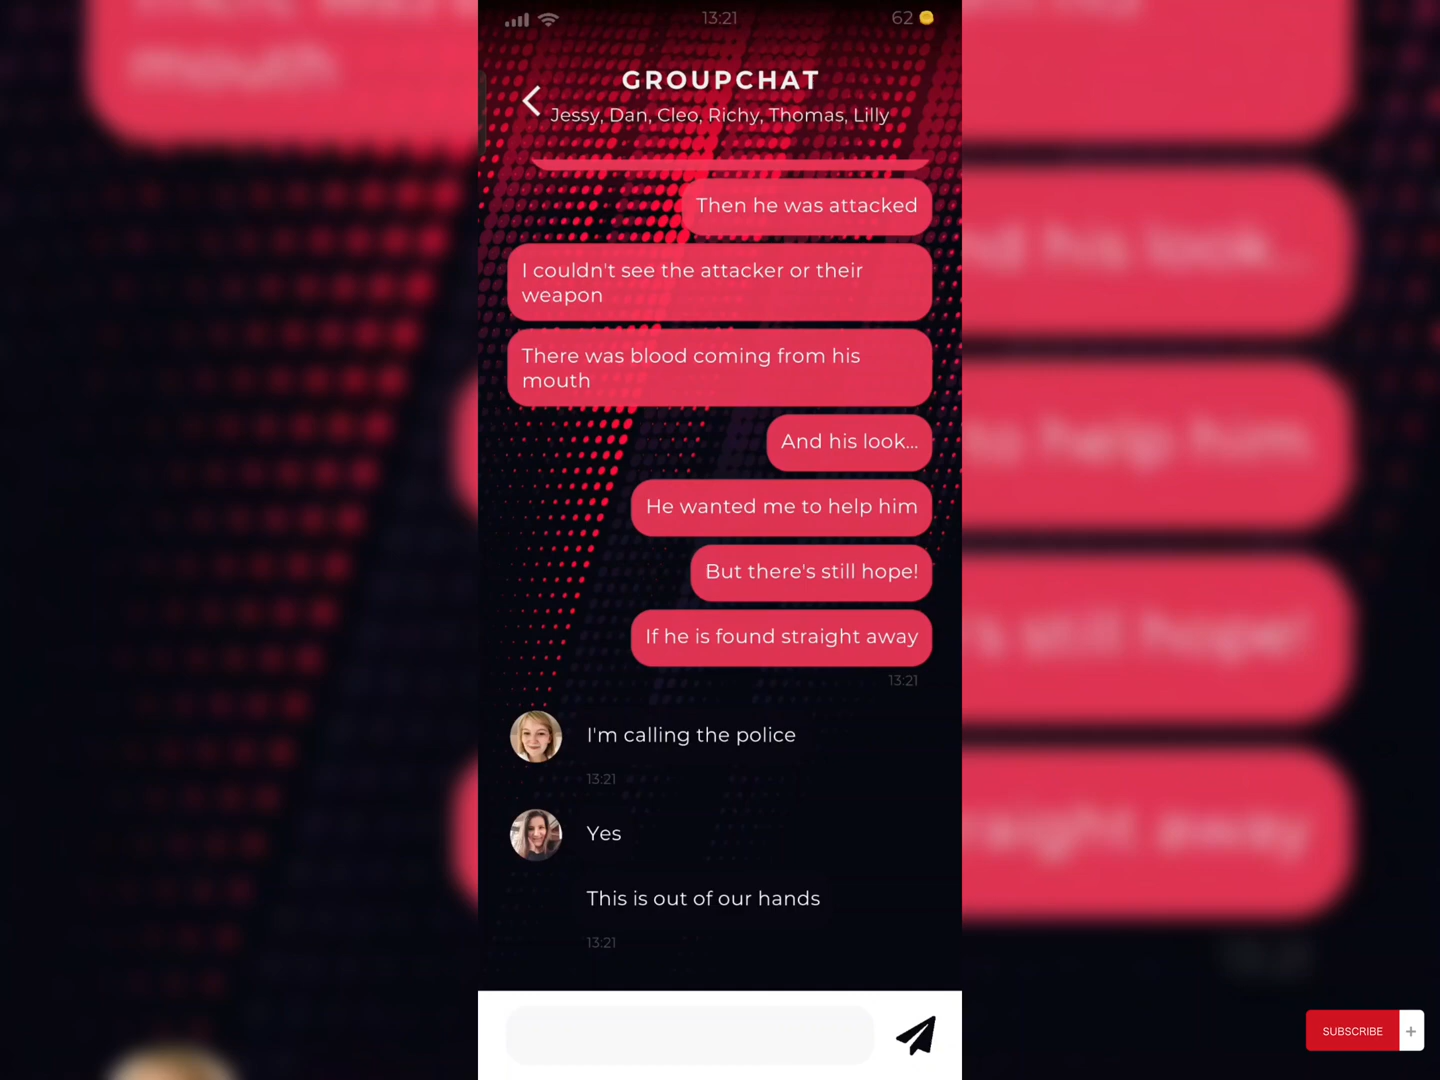 13:21
62
GROUPCHAT
Jessy, Dan, Cleo, Richy, Thomas, Lilly
Then he was attacked
I couldn't see the attacker or their
weapon
There was blood coming from his
mouth
And his look...
He wanted me to help him
But there's still hope!
If he is found straight away
13:21
I'm calling the police
13:21
Yes
This is out of our hands
13:21
SUBSCRIBE +